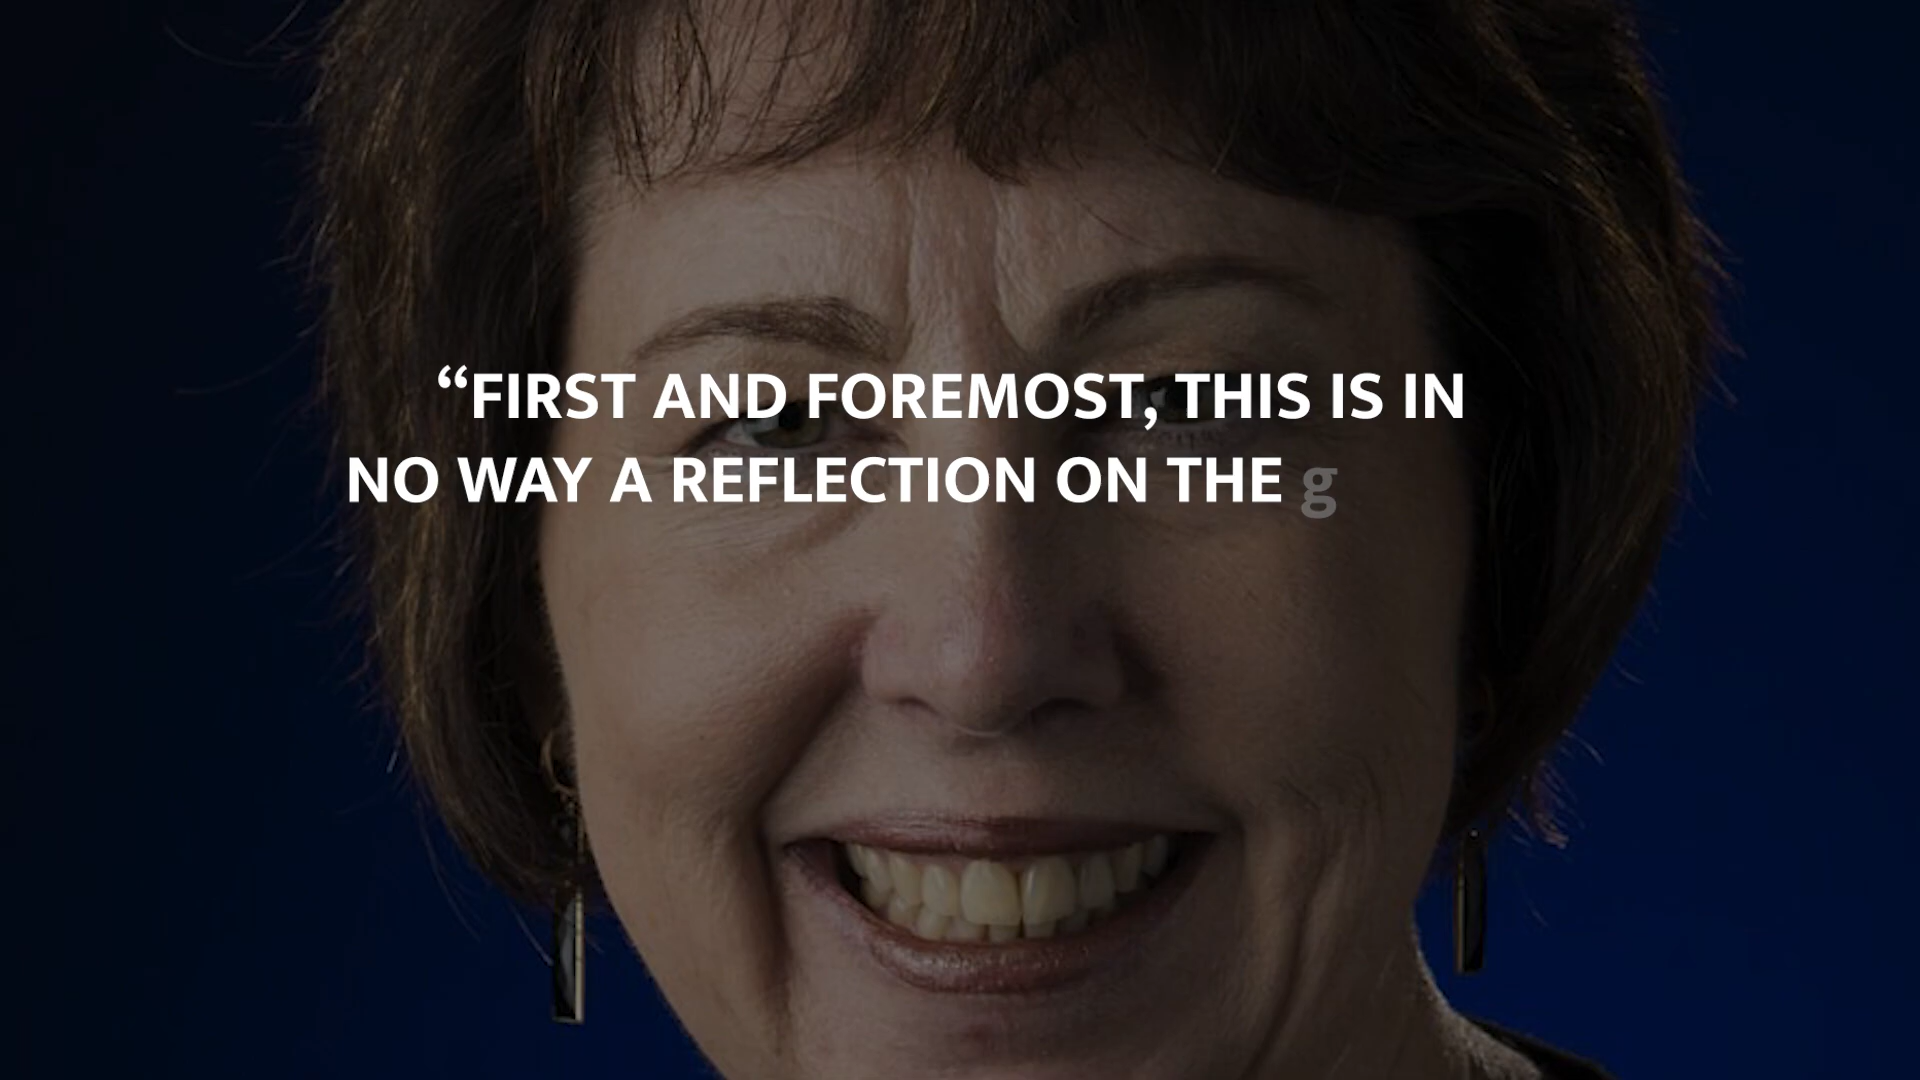 “FIRST AND FOREMOST, THIS IS IN
NO WAY A REFLECTION ON THE g